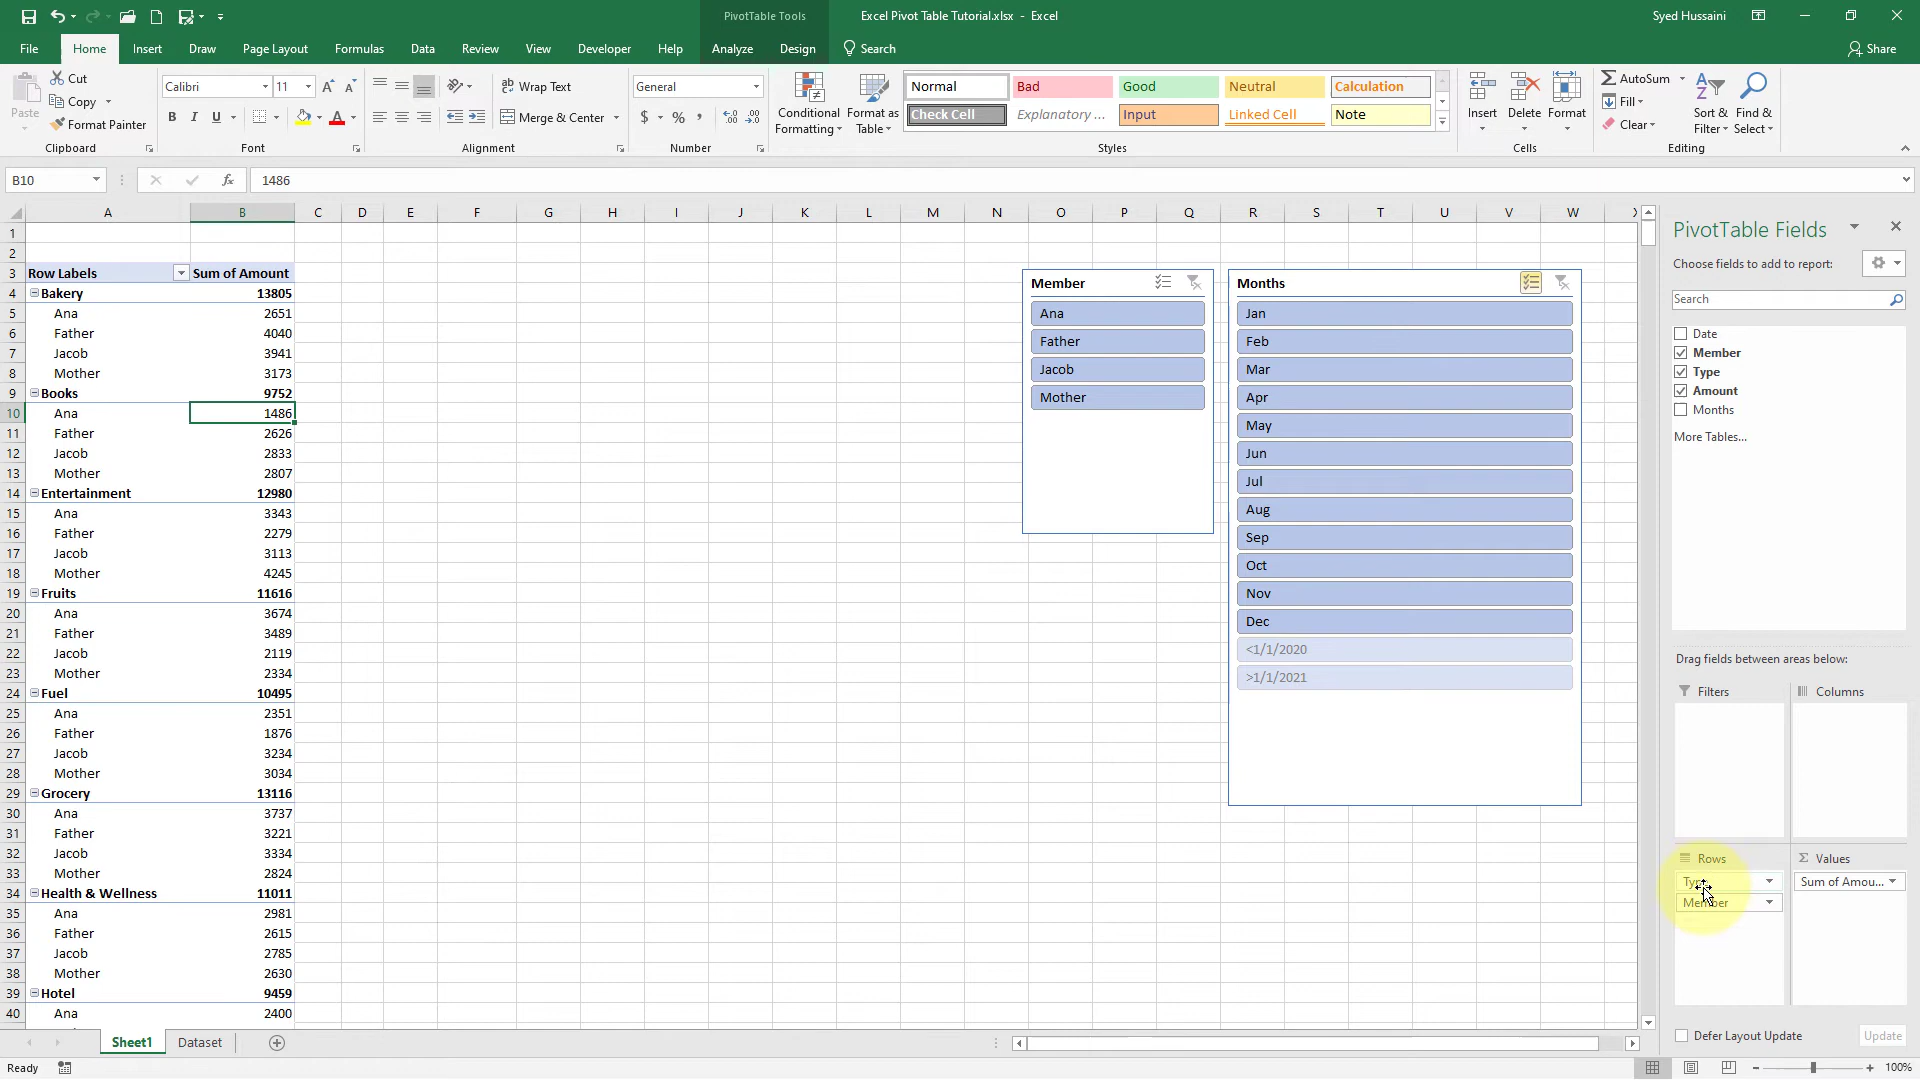 PivotTable Tools
Excel Pivot Table Tutorial.xlsx - Excel
Syed Hussaini
File Home Insert Draw Page Layout Formulas Data Review View Developer Help Analyze Design Search Share
Paste
Cut
Copy
Format Painter
Clipboard
Calibri 11
B I U
Font
Wrap Text
Merge & Center
Alignment
General
$ % ,
Number
Conditional Formatting
Format as Table
Normal Bad Good Neutral Calculation
Check Cell Explanatory ... Input Linked Cell Note
Styles
Insert Delete Format
Cells
AutoSum
Fill
Clear
Sort & Filter
Find & Select
Editing
B10 fx 1486
A B C D E F G H I J K L M N O P Q R S T U V W X
1
2
3 Row Labels Sum of Amount
4 Bakery 13805
5 Ana 2651
6 Father 4040
7 Jacob 3941
8 Mother 3173
9 Books 9752
10 Ana 1486
11 Father 2626
12 Jacob 2833
13 Mother 2807
14 Entertainment 12980
15 Ana 3343
16 Father 2279
17 Jacob 3113
18 Mother 4245
19 Fruits 11616
20 Ana 3674
21 Father 3489
22 Jacob 2119
23 Mother 2334
24 Fuel 10495
25 Ana 2351
26 Father 1876
27 Jacob 3234
28 Mother 3034
29 Grocery 13116
30 Ana 3737
31 Father 3221
32 Jacob 3334
33 Mother 2824
34 Health & Wellness 11011
35 Ana 2981
36 Father 2615
37 Jacob 2785
38 Mother 2630
39 Hotel 9459
40 Ana 2400
Member
Ana
Father
Jacob
Mother
Months
Jan
Feb
Mar
Apr
May
Jun
Jul
Aug
Sep
Oct
Nov
Dec
<1/1/2020
>1/1/2021
PivotTable Fields
Choose fields to add to report:
Search
Date
Member
Type
Amount
Months
More Tables...
Drag fields between areas below:
Filters
Columns
Rows
Type
Member
Σ Values
Sum of Amou...
Defer Layout Update Update
Sheet1 Dataset
Ready
100%